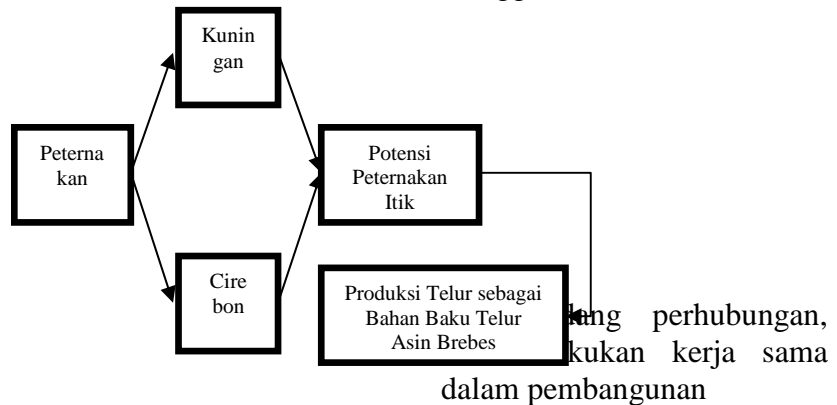 Kunin
gan
Peterna
kan
Potensi
Peternakan
Itik
Cire
bon
Produksi Telur sebagai
Bahan Baku Telur
Asin Brebes
perhubungan,
kerja sama
dalam pembangunan